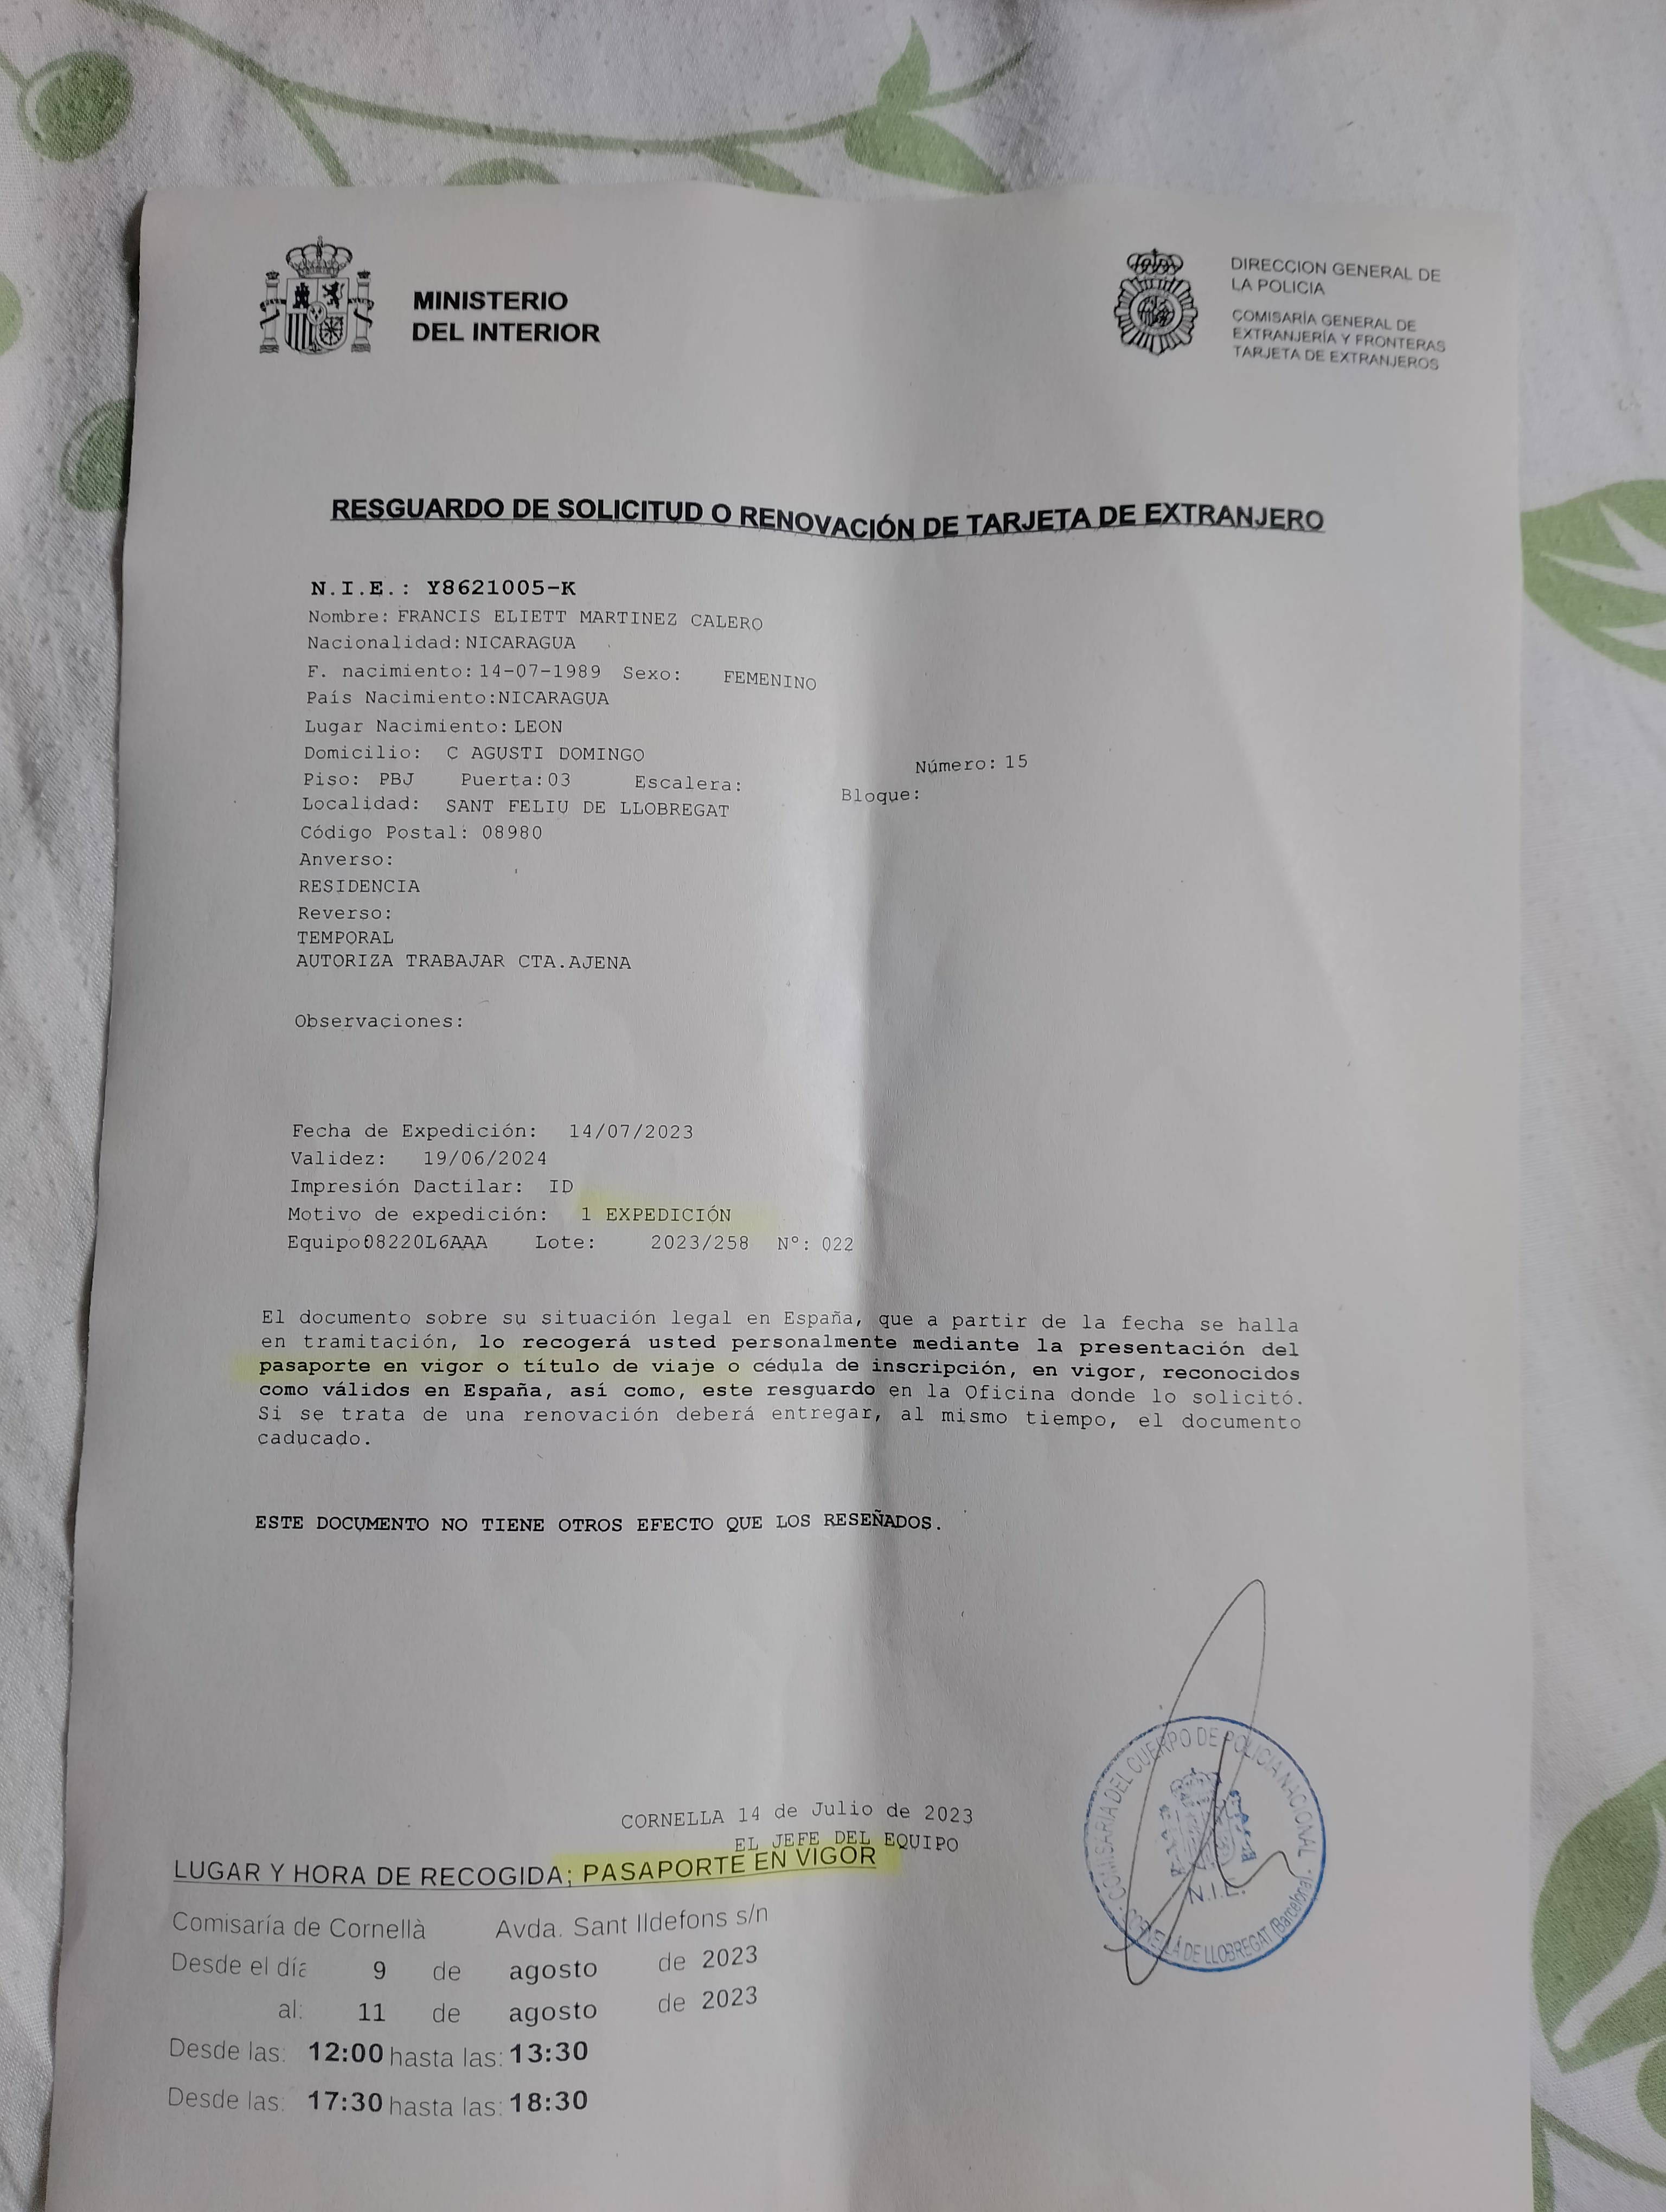 MINISTERIO
DEL INTERIOR
DIRECCION GENERAL DE
LA POLICIA
COMISARÍA GENERAL DE
EXTRANJERÍA Y FRONTERAS
TARJETA DE EXTRANJEROS
RESGUARDO DE SOLICITUD O RENOVACIÓN DE TARJETA DE EXTRANJERO
N.I.E.: Y8621005-K
Nombre: FRANCIS ELIETT MARTINEZ CALERO
Nacionalidad: NICARAGUA
F. nacimiento: 14-07-1989 Sexo: FEMENINO
País Nacimiento: NICARAGUA
Lugar Nacimiento: LEON
Domicilio: C AGUSTI DOMINGO Número: 15
Piso: PBJ Puerta: 03 Escalera: Bloque:
Localidad: SANT FELIU DE LLOBREGAT
Código Postal: 08980
Anverso:
RESIDENCIA
Reverso:
TEMPORAL
AUTORIZA TRABAJAR CTA.AJENA
Observaciones:
Fecha de Expedición: 14/07/2023
Validez: 19/06/2024
Impresión Dactilar: ID
Motivo de expedición: 1 EXPEDICIÓN
Equipo 08220L6AAA Lote: 2023/258 Nº: 022
El documento sobre su situación legal en España, que a partir de la fecha se halla
en tramitación, lo recogerá usted personalmente mediante la presentación del
pasaporte en vigor o título de viaje o cédula de inscripción, en vigor, reconocidos
como válidos en España, así como, este resguardo en la Oficina donde lo solicitó.
Si se trata de una renovación deberá entregar, al mismo tiempo, el documento
caducado.
ESTE DOCUMENTO NO TIENE OTROS EFECTO QUE LOS RESEÑADOS.
CORNELLA 14 de Julio de 2023
EL JEFE DEL EQUIPO
COMISARIA DEL CUERPO DE POLICIA NACIONAL
N.I.E.
CORNELLÀ DE LLOBREGAT (Barcelona)
LUGAR Y HORA DE RECOGIDA; PASAPORTE EN VIGOR
Comisaría de Cornellà Avda. Sant Ildefons s/n
Desde el día 9 de agosto de 2023
al: 11 de agosto de 2023
Desde las: 12:00 hasta las: 13:30
Desde las: 17:30 hasta las: 18:30